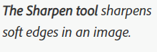 The Sharpen tool sharpens
soft edges in an image.